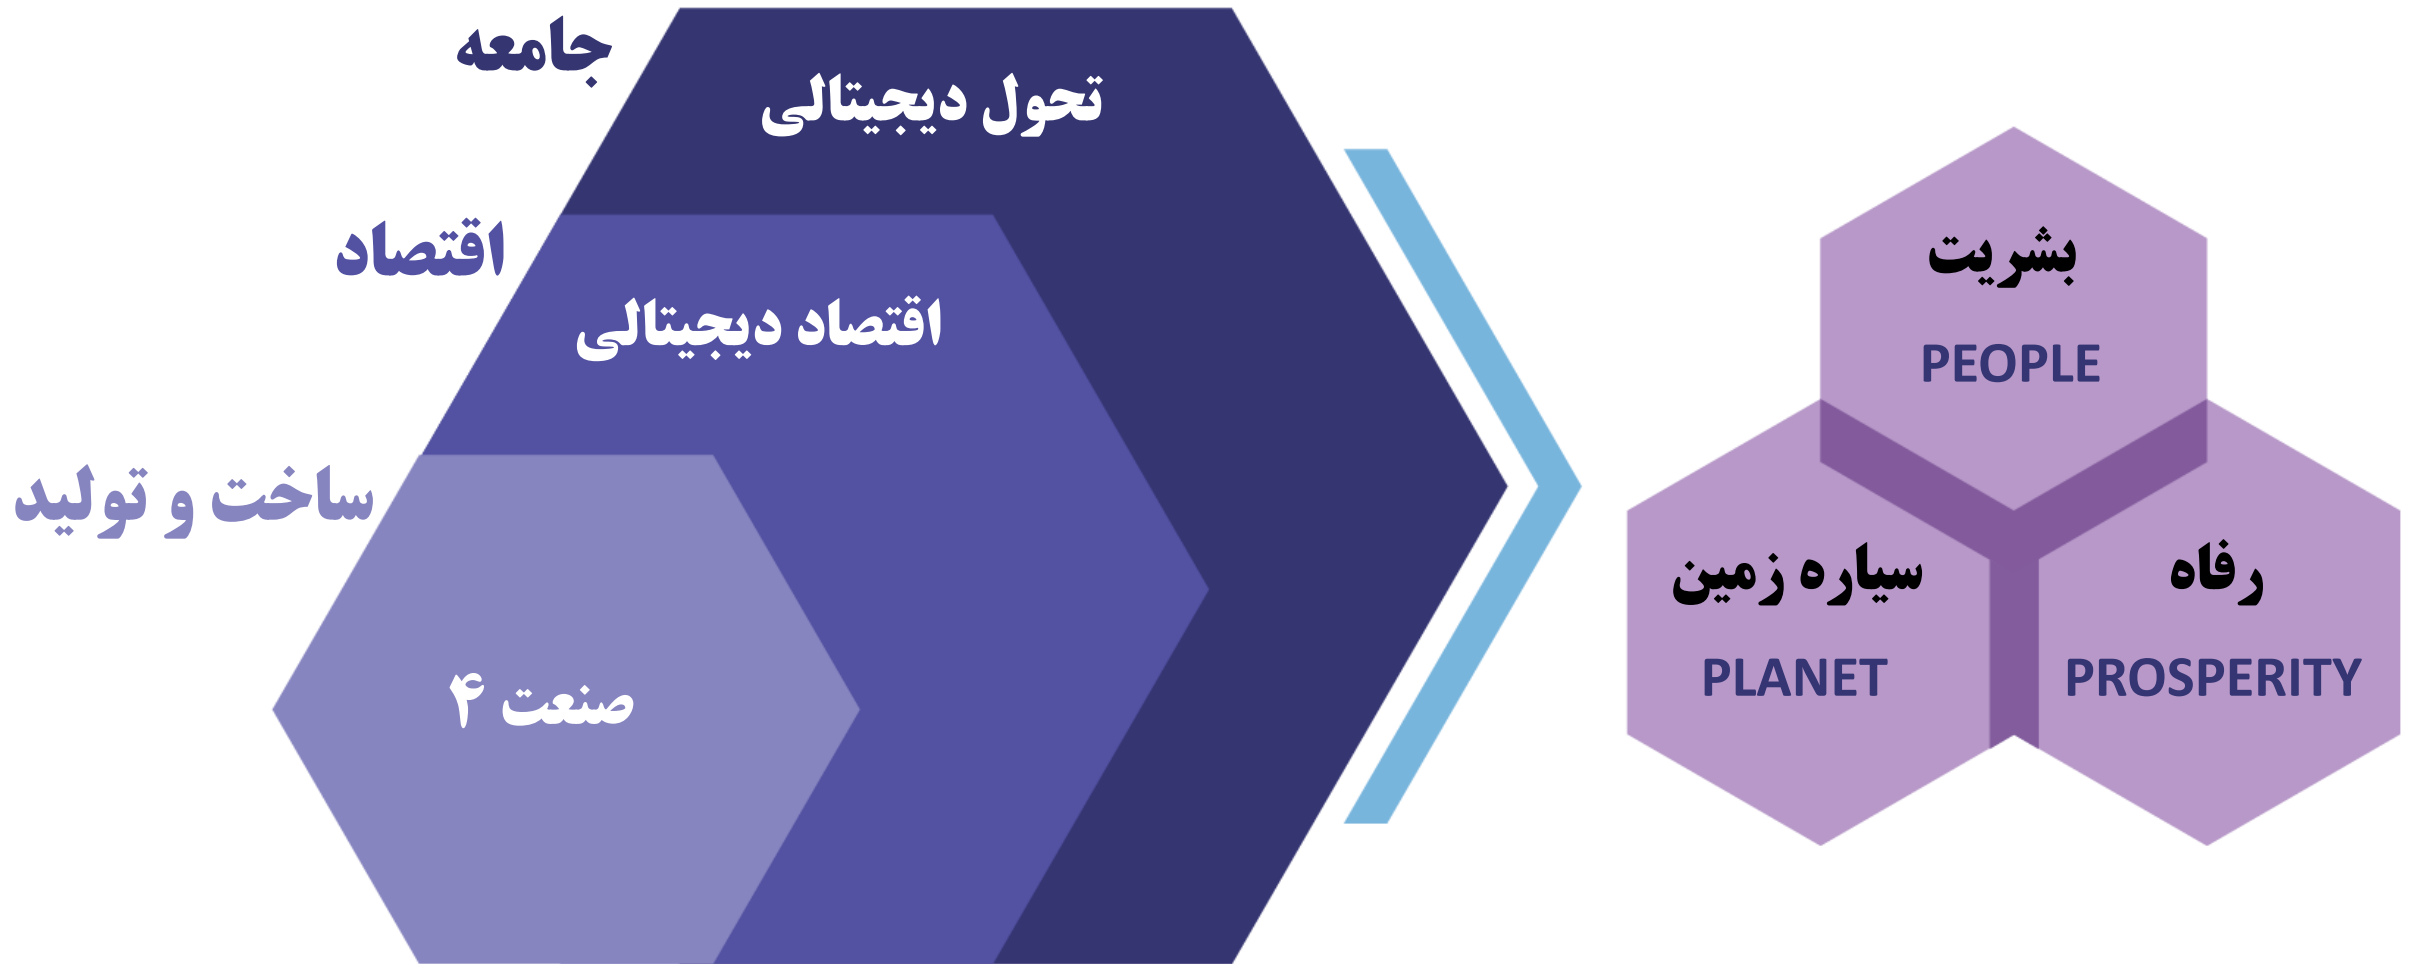 جامعه
تحول دیجیتالی
اقتصاد
اقتصاد دیجیتالی
ساخت و تولید
صنعت ۴
بشریت
PEOPLE
سیاره زمین
PLANET
رفاه
PROSPERITY